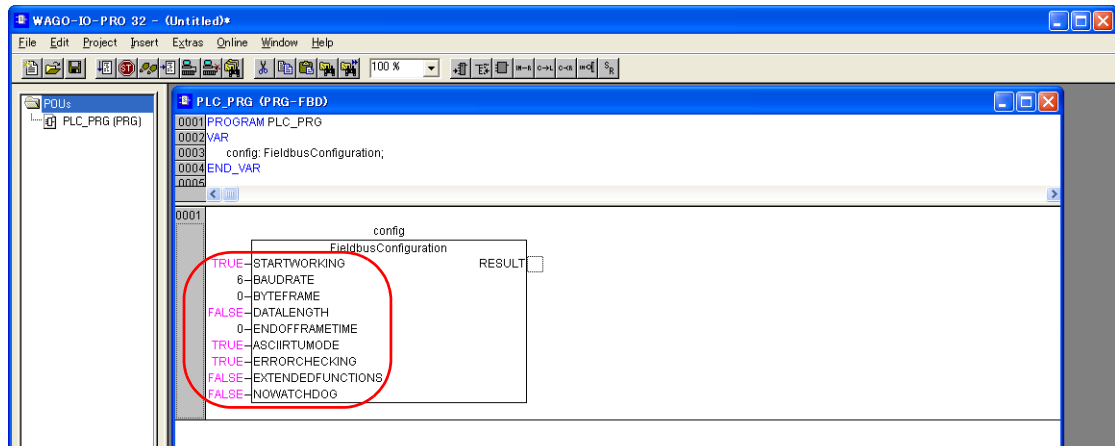 WAGO-IO-PRO 32 - (Untitled)*
File Edit Project Insert Extras Online Window Help
100 %
POUs
PLC_PRG (PRG)
PLC_PRG (PRG-FBD)
0001 PROGRAM PLC_PRG
0002 VAR
0003 config: FieldbusConfiguration;
0004 END_VAR
0005
0001
config
FieldbusConfiguration
TRUE STARTWORKING RESULT
6 BAUDRATE
0 BYTEFRAME
FALSE DATALENGTH
0 ENDOFFRAMETIME
TRUE ASCIIRTUMODE
TRUE ERRORCHECKING
FALSE EXTENDEDFUNCTIONS
FALSE NOWATCHDOG